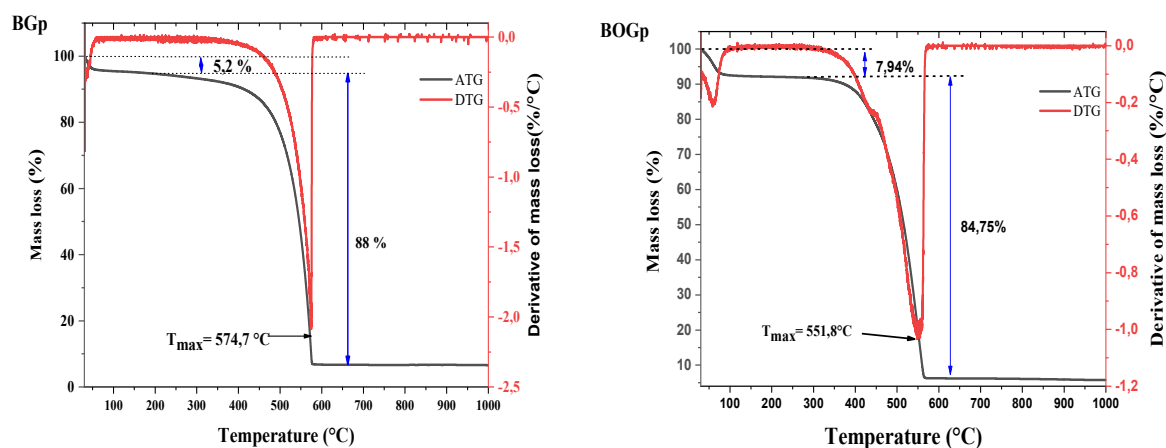 BGp
Mass loss (%)
100
80
60
40
20
0
5,2 %
ATG
DTG
88 %
Tmax= 574,7 °C
0,0
-0,5
-1,0
-1,5
-2,0
-2,5
Derivative of mass loss(%/°C)
100 200 300 400 500 600 700 800 900 1000
Temperature (°C)
BOGp
Mass loss (%)
100
90
80
70
60
50
40
30
20
10
7,94%
ATG
DTG
84,75%
Tmax= 551,8°C
0,0
-0,2
-0,4
-0,6
-0,8
-1,0
-1,2
Derivative of mass loss (%/°C)
100 200 300 400 500 600 700 800 900 1000
Temperature (°C)